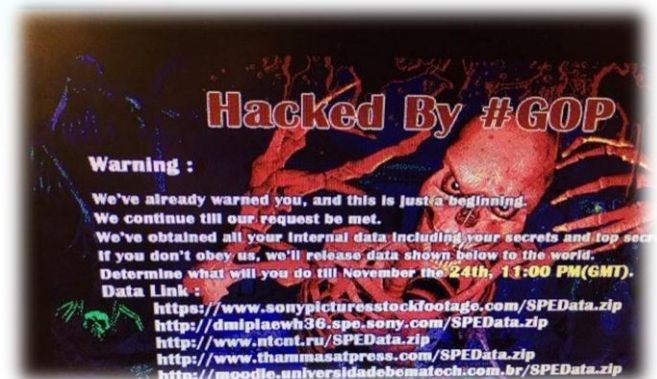 Hacked By #GOP
Warning :
We've already warned you, and this is just a beginning.
We continue till our request be met.
We've obtained all your internal data including your secrets and top
If you don't obey us, we'll release data shown below to the world.
Determine what will you do till November the 24th, 11:00 PM(GMT).
Data Link :
https://www.sonypicturesstockfootage.com/SPEData.zip
http://dmiplaewh36.spe.sony.com/SPEData.zip
http://www.ntcnt.ru/SPEData.zip
http://www.thammasatpress.com/SPEData.zip
http://moodle.universidadebematech.com.br/SPEData.zip